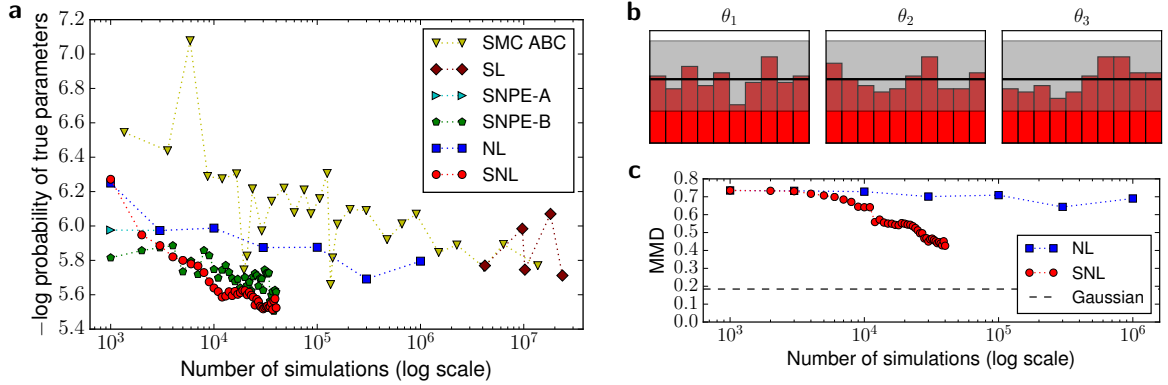 a
7.2
7.0
6.8
6.6
6.4
6.2
6.0
5.8
5.6
5.4
−log probability of true parameters
10³ 10⁴ 10⁵ 10⁶ 10⁷
Number of simulations (log scale)
SMC ABC
SL
SNPE-A
SNPE-B
NL
SNL
b
θ₁ θ₂ θ₃
c
0.8
0.7
0.6
0.5
0.4
0.3
0.2
0.1
0.0
MMD
10³ 10⁴ 10⁵ 10⁶
Number of simulations (log scale)
NL
SNL
Gaussian